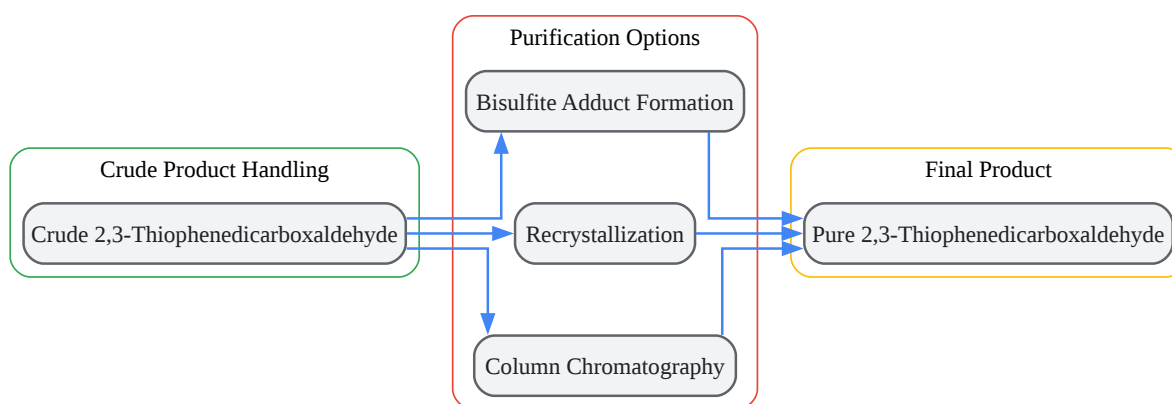 Purification Options
Bisulfite Adduct Formation
Crude Product Handling
Crude 2,3-Thiophenedicarboxaldehyde
Recrystallization
Column Chromatography
Final Product
Pure 2,3-Thiophenedicarboxaldehyde